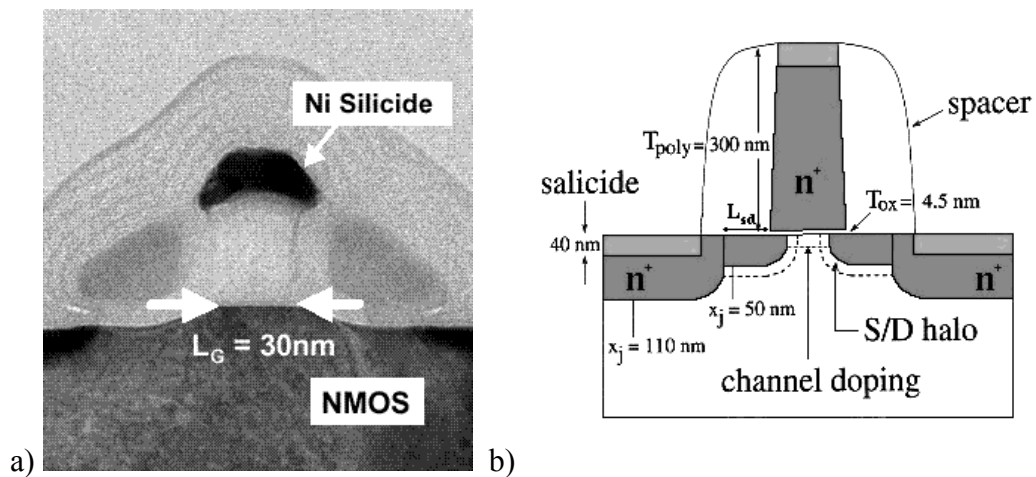 Ni Silicide
L_G = 30nm
NMOS
a)
spacer
T_poly = 300 nm
n⁺
salicide
L_sd
T_ox = 4.5 nm
40 nm
n⁺
n⁺
x_j = 50 nm
S/D halo
x_j = 110 nm
channel doping
b)